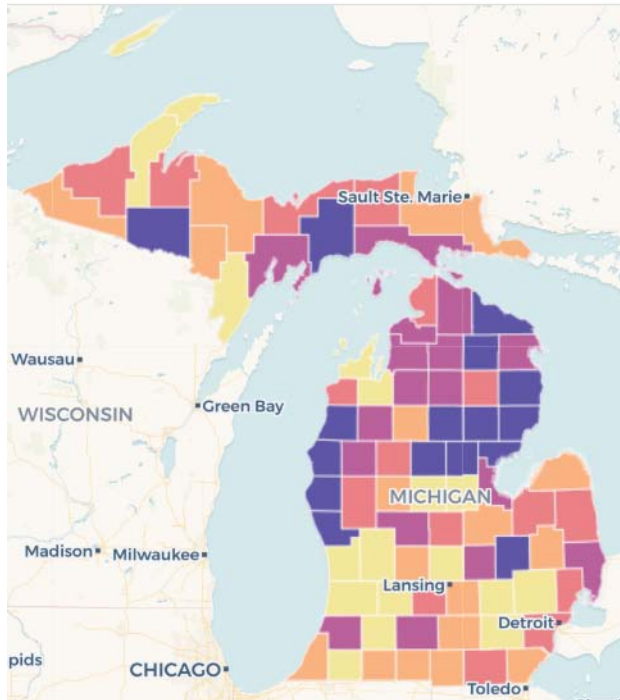 Sault Ste. Marie
Wausau
Green Bay
WISCONSIN
MICHIGAN
Madison
Milwaukee
Lansing
Detroit
pids
CHICAGO
Toledo